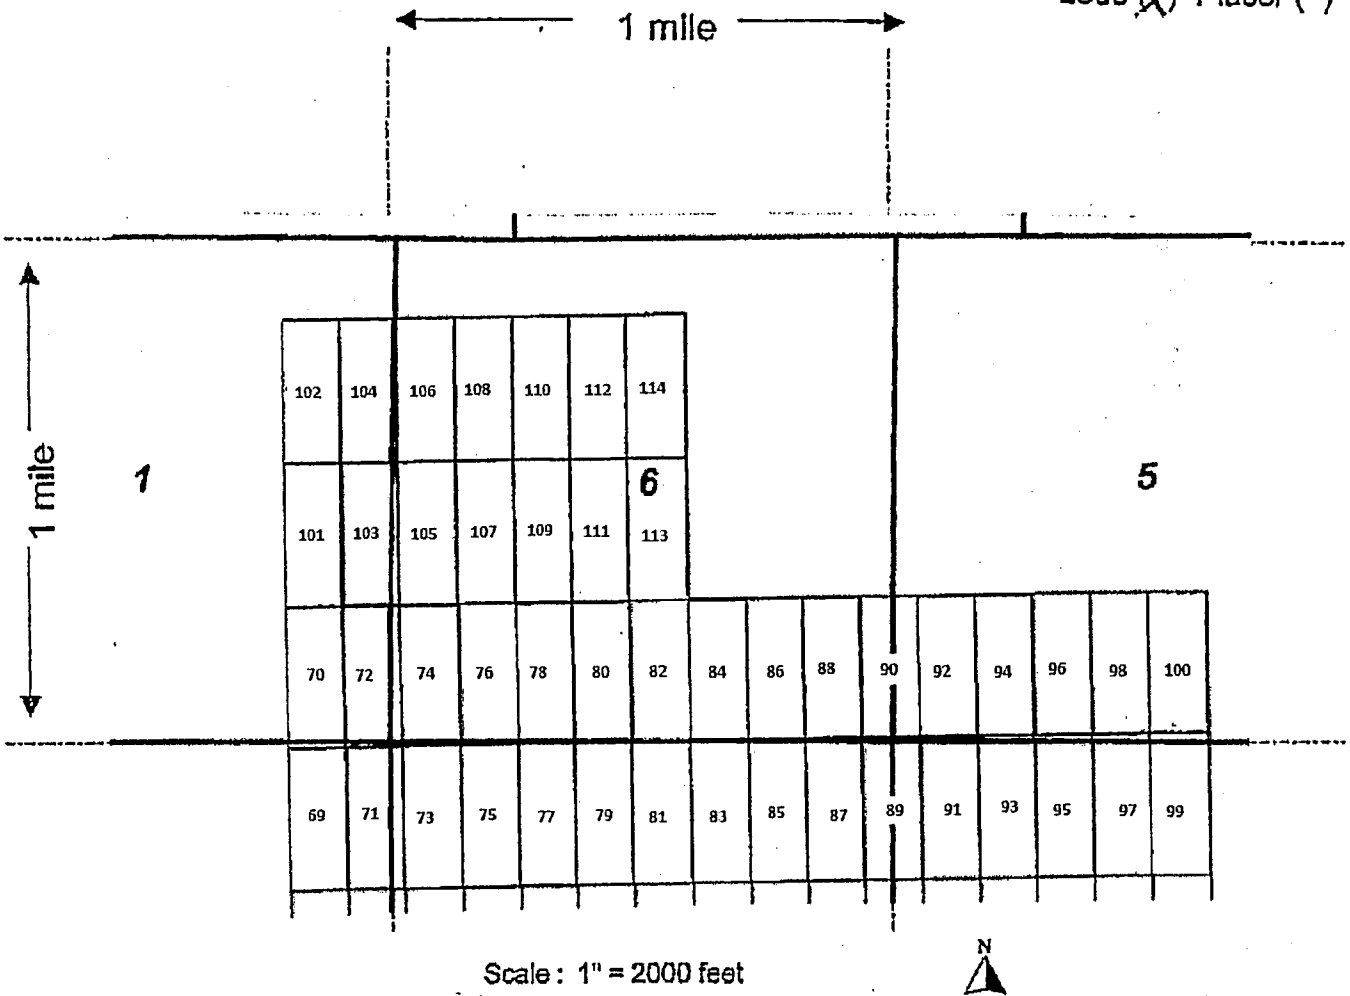 1 mile
102 104 106 108 110 112 114
1 mile
1
6
5
101 103 105 107 109 111 113
70 72 74 76 78 80 82 84 86 88 90 92 94 96 98 100
69 71 73 75 77 79 81 83 85 87 89 91 93 95 97 99
N
Scale : 1" = 2000 feet